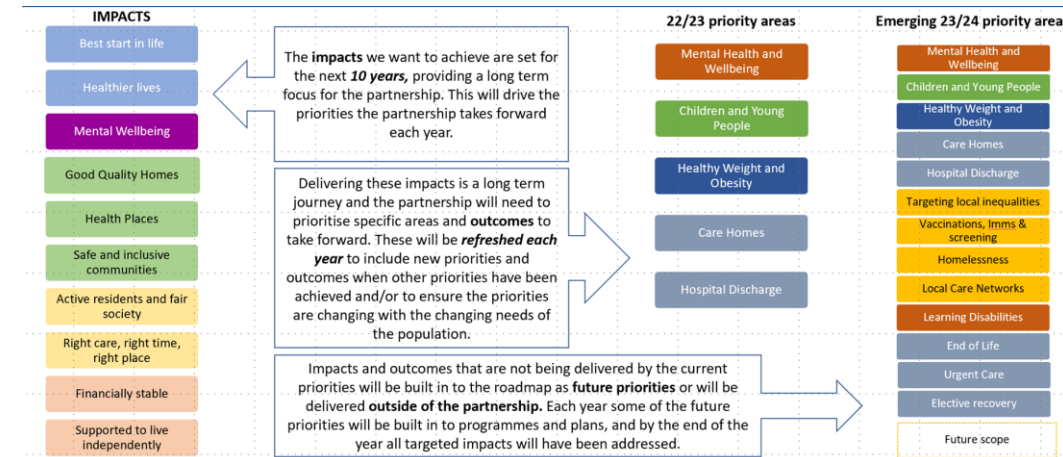 IMPACTS
Best start in life
Healthier lives
Mental Wellbeing
Good Quality Homes
Health Places
Safe and inclusive
communities
Active residents and fair
society
Right care, right time,
right place
Financially stable
Supported to live
independently
The impacts we want to achieve are set for
the next 10 years, providing a long term
focus for the partnership. This will drive the
priorities the partnership takes forward
each year.
Delivering these impacts is a long term
journey and the partnership will need to
prioritise specific areas and outcomes to
take forward. These will be refreshed each
year to include new priorities and
outcomes when other priorities have been
achieved and/or to ensure the priorities
are changing with the changing needs of
the population.
Impacts and outcomes that are not being delivered by the current
priorities will be built in to the roadmap as future priorities or will be
delivered outside of the partnership. Each year some of the future
priorities will be built in to programmes and plans, and by the end of the
year all targeted impacts will have been addressed.
22/23 priority areas
Mental Health and
Wellbeing
Children and Young
People
Healthy Weight and
Obesity
Care Homes
Hospital Discharge
Emerging 23/24 priority area
Mental Health and
Wellbeing
Children and Young People
Healthy Weight and
Obesity
Care Homes
Hospital Discharge
Targeting local inequalities
Vaccinations, Imms &
screening
Homelessness
Local Care Networks
Learning Disabilities
End of Life
Urgent Care
Elective recovery
Future scope